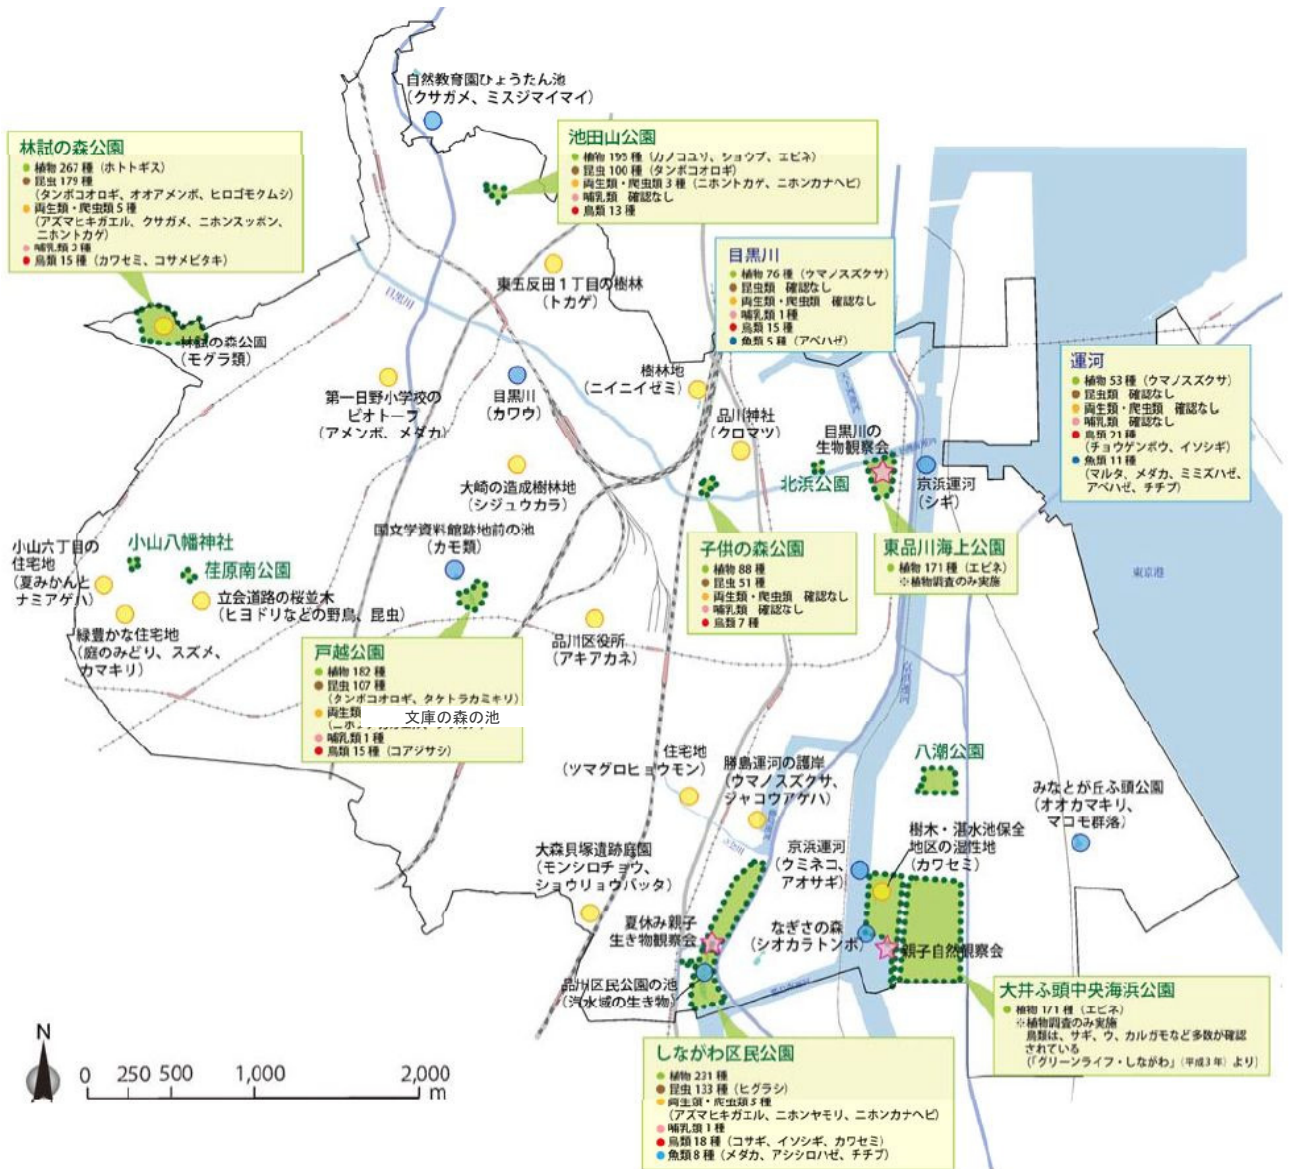 自然教育園ひょうたん池
(クサガメ、ミスジマイマイ)
林試の森公園
植物 267 種（ホトトギス）
昆虫 179 種
(タンボコオロギ、オオアメンボ、ヒロゴモクムシ)
両生類・爬虫類 5 種
(アズマヒキガエル、クサガメ、ニホンスッポン、
ニホントカゲ)
哺乳類 2 種
鳥類 15 種（カワセミ、コサメビタキ）
池田山公園
植物 195 種（カノコユリ、ショウブ、エビネ）
昆虫 100 種（タンボコオロギ）
両生類・爬虫類 3 種（ニホントカゲ、ニホンカナヘビ）
哺乳類　確認なし
鳥類 13 種
目黒川
植物 76 種（ウマノスズクサ）
昆虫類　確認なし
両生類・爬虫類　確認なし
哺乳類 1 種
鳥類 15 種
魚類 5 種（アベハゼ）
東五反田１丁目の樹林
(トカゲ)
目黒川
林試の森公園
(モグラ類)
運河
植物 53 種（ウマノスズクサ）
昆虫類　確認なし
両生類・爬虫類　確認なし
哺乳類　確認なし
鳥類 21 種
(チョウゲンボウ、イソシギ)
魚類 11 種
(マルタ、メダカ、ミミズハゼ、
アベハゼ、チチブ)
樹林地
(ニイニイゼミ)
第一日野小学校の
ビオトープ
(アメンボ、メダカ)
目黒川
(カワウ)
品川神社
(クロマツ)
目黒川の
生物観察会
北浜公園
京浜運河
(シギ)
大崎の造成樹林地
(シジュウカラ)
国文学資料館跡地前の池
(カモ類)
小山六丁目の
住宅地
(夏みかんと
ナミアゲハ)
小山八幡神社
荏原南公園
立会道路の桜並木
(ヒヨドリなどの野鳥、昆虫)
緑豊かな住宅地
(庭のみどり、スズメ、
カマキリ)
子供の森公園
植物 88 種
昆虫 51 種
両生類・爬虫類　確認なし
哺乳類　確認なし
鳥類 7 種
東品川海上公園
植物 171 種（エビネ）
※植物調査のみ実施
東京港
品川区役所
(アキアカネ)
戸越公園
植物 182 種
昆虫 107 種
(タンボコオロギ、タケトラカミキリ)
両生類
文庫の森の池
哺乳類 1 種
鳥類 15 種（コアジサシ）
京浜運河
住宅地
(ツマグロヒョウモン)
勝島運河の護岸
(ウマノスズクサ、
ジャコウアゲハ)
八潮公園
みなとが丘ふ頭公園
(オオカマキリ、
マコモ群落)
樹木・湛水池保全
地区の湿性地
(カワセミ)
京浜運河
(ウミネコ、
アオサギ)
立会川
大森貝塚遺跡庭園
(モンシロチョウ、
ショウリョウバッタ)
夏休み親子
生き物観察会
なぎさの森
(シオカラトンボ)
親子自然観察会
品川区民公園の池
(汽水域の生き物)
大井ふ頭中央海浜公園
植物 171 種（エビネ）
※植物調査のみ実施
鳥類は、サギ、ウ、カルガモなど多数が確認
されている
(「グリーンライフ・しながわ」(平成3年) より)
しながわ区民公園
植物 231 種
昆虫 133 種（ヒグラシ）
両生類・爬虫類 3 種
(アズマヒキガエル、ニホンヤモリ、ニホンカナヘビ)
哺乳類 1 種
鳥類 18 種（コサギ、イソシギ、カワセミ）
魚類 8 種（メダカ、アシシロハゼ、チチブ）
N
0 250 500 1,000 2,000
m